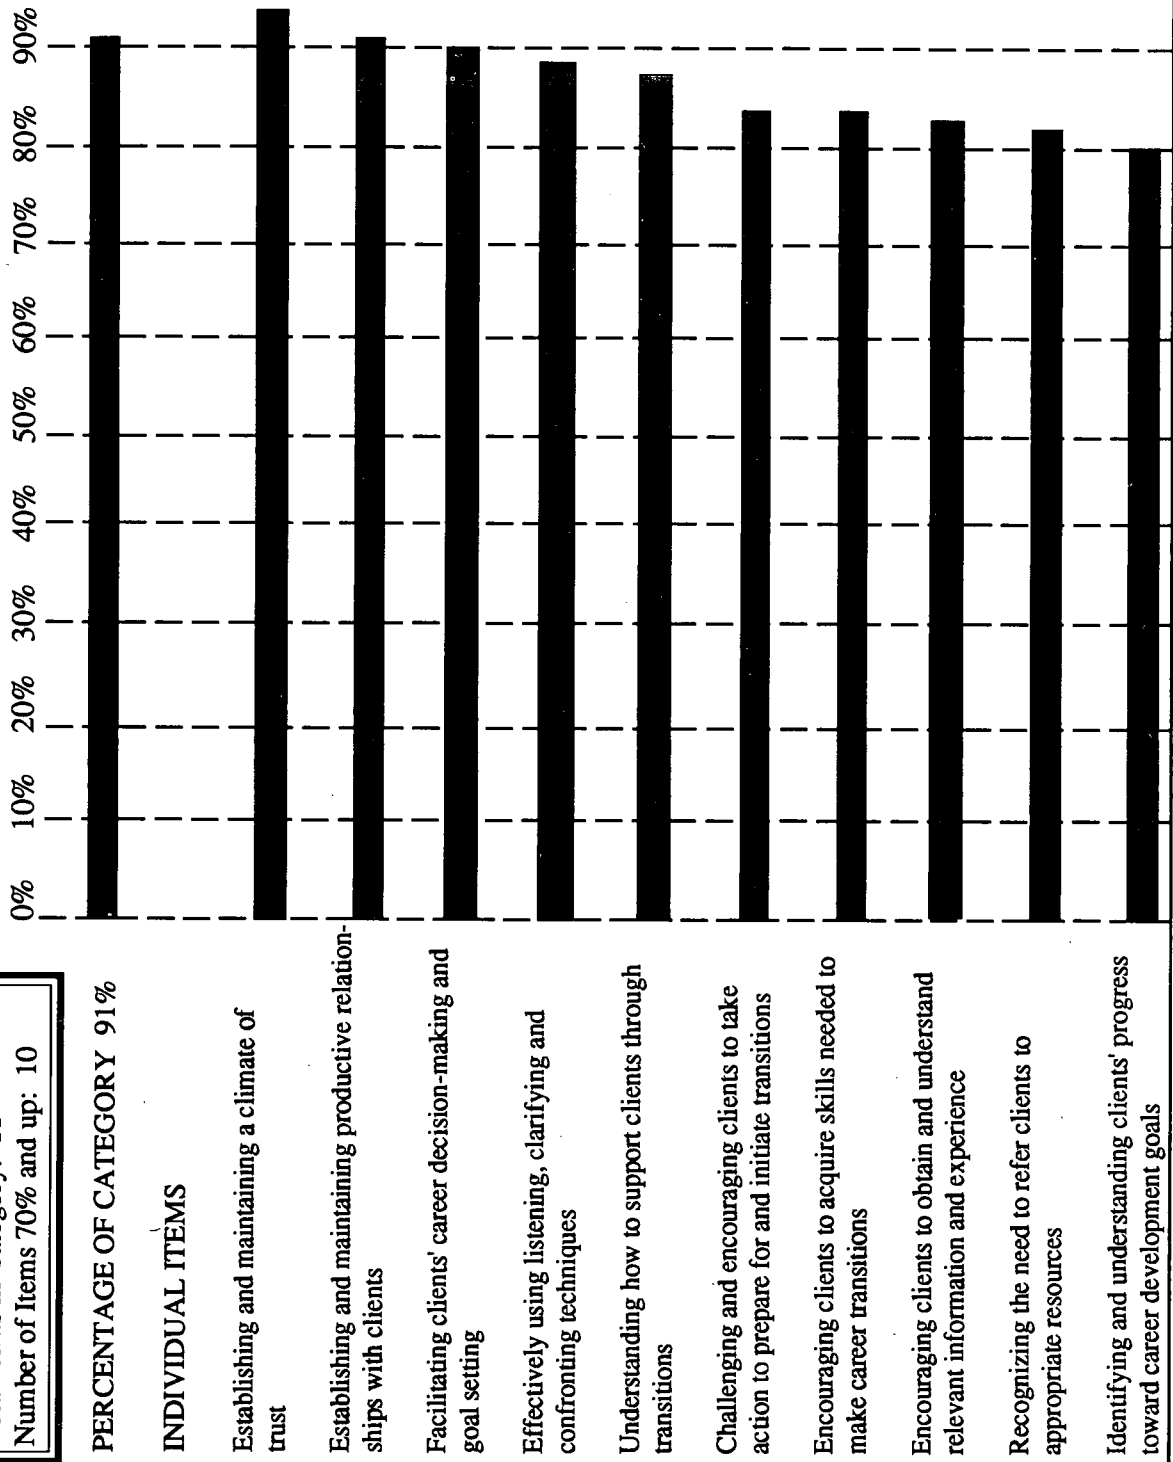 Number of Items 70% and up: 10
0% 10% 20% 30% 40% 50% 60% 70% 80% 90%
PERCENTAGE OF CATEGORY 91%
INDIVIDUAL ITEMS
Establishing and maintaining a climate of
trust
Establishing and maintaining productive relation-
ships with clients
Facilitating clients' career decision-making and
goal setting
Effectively using listening, clarifying and
confronting techniques
Understanding how to support clients through
transitions
Challenging and encouraging clients to take
action to prepare for and initiate transitions
Encouraging clients to acquire skills needed to
make career transitions
Encouraging clients to obtain and understand
relevant information and experience
Recognizing the need to refer clients to
appropriate resources
Identifying and understanding clients' progress
toward career development goals